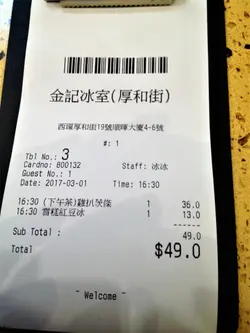 金記冰室(厚和街)
西環厚和街19號順暉大廈4-6號
#: 1
Tbl No.: 3
Cardno: 800132 Staff: 冰冰
Guest No.: 1
Date: 2017-03-01 Time: 16:30
16:30 (下午茶)雞扒茨條 1 36.0
16:30 雪糕紅豆冰 1 13.0
Sub Total : 49.0
Total $49.0
- Welcome -